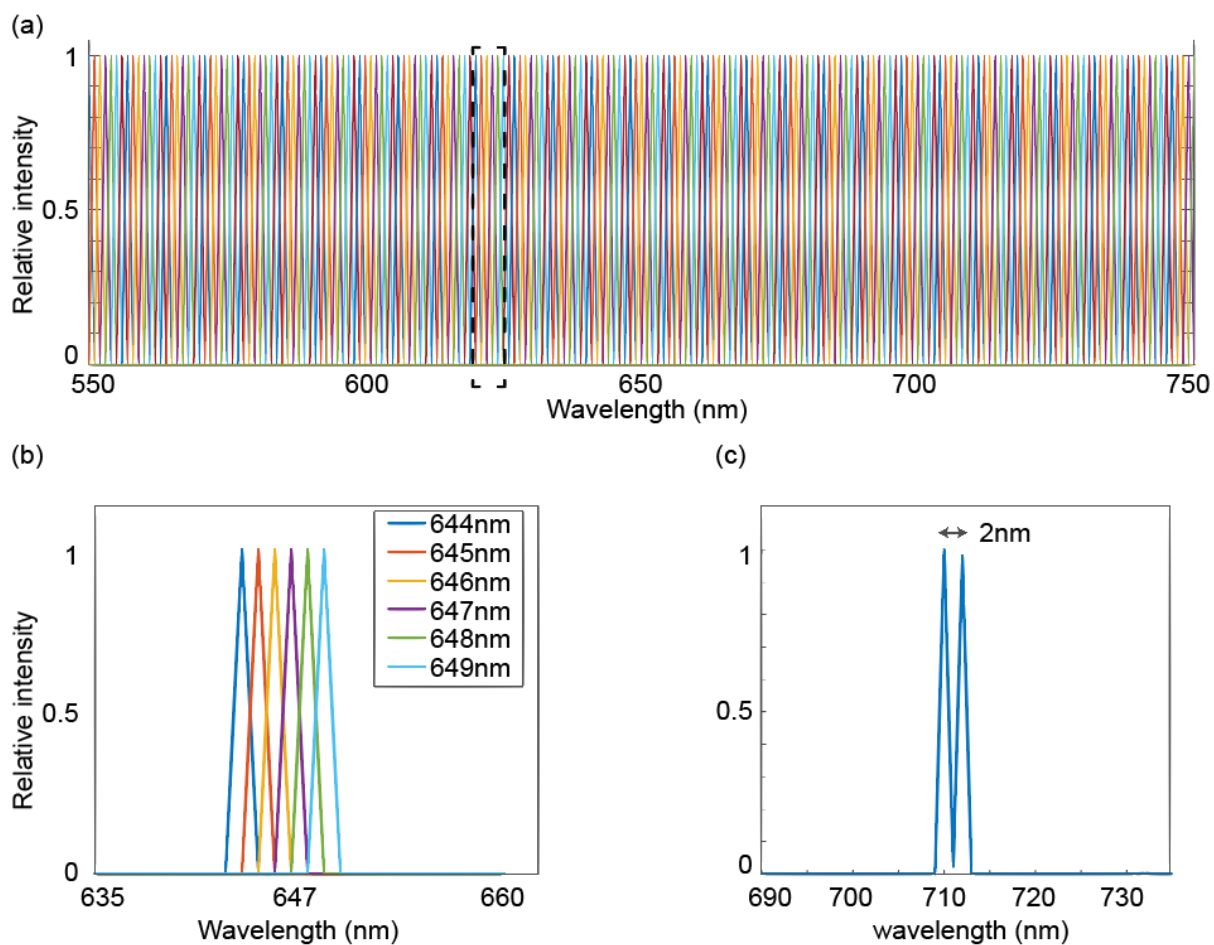 (a)
1
0.5
0
Relative intensity
550 600 650 700 750
Wavelength (nm)
(b)
1
0.5
0
Relative intensity
644nm
645nm
646nm
647nm
648nm
649nm
635 647 660
Wavelength (nm)
(c)
2nm
1
0.5
0
690 700 710 720 730
wavelength (nm)